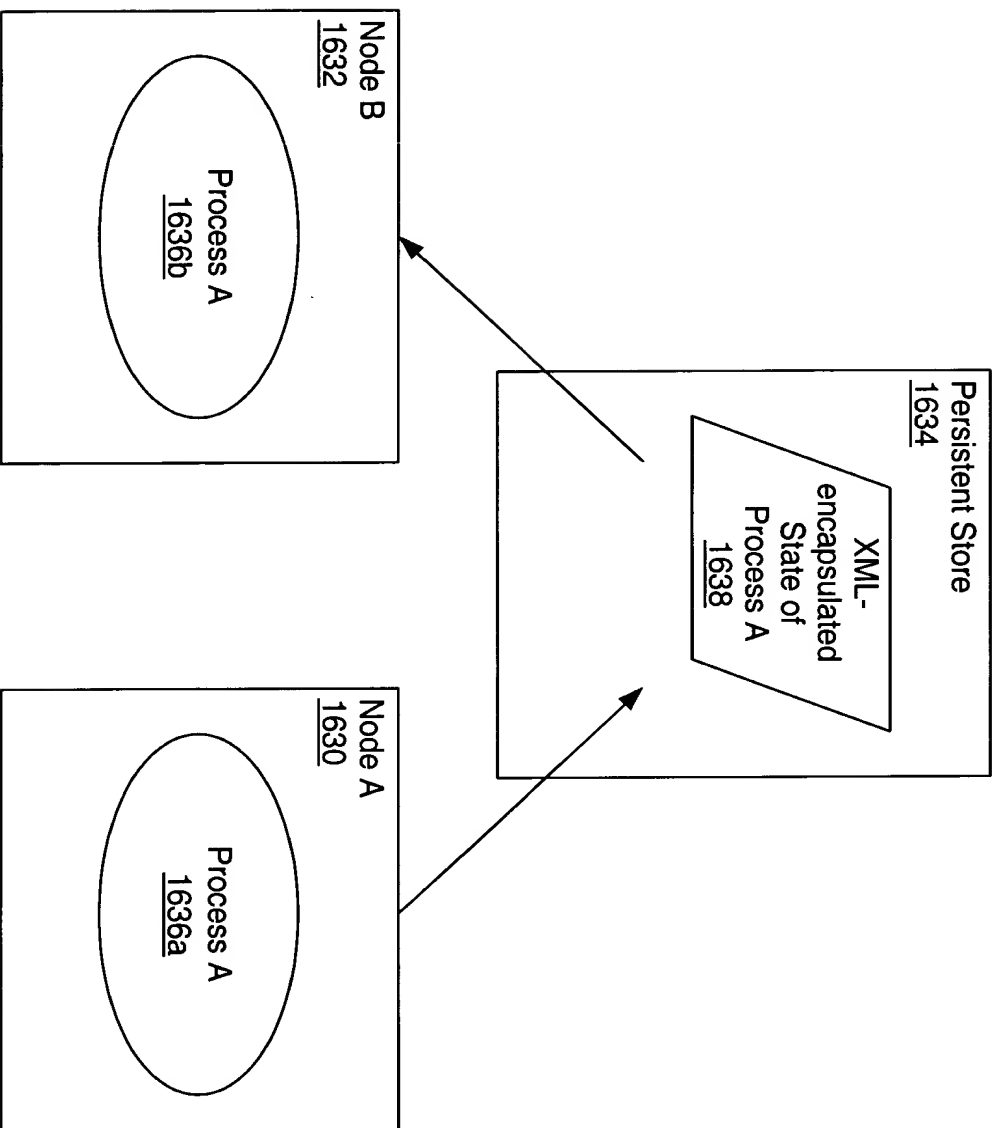 Persistent Store
1634
XML-
encapsulated
State of
Process A
1638
Node B
1632
Process A
1636b
Node A
1630
Process A
1636a